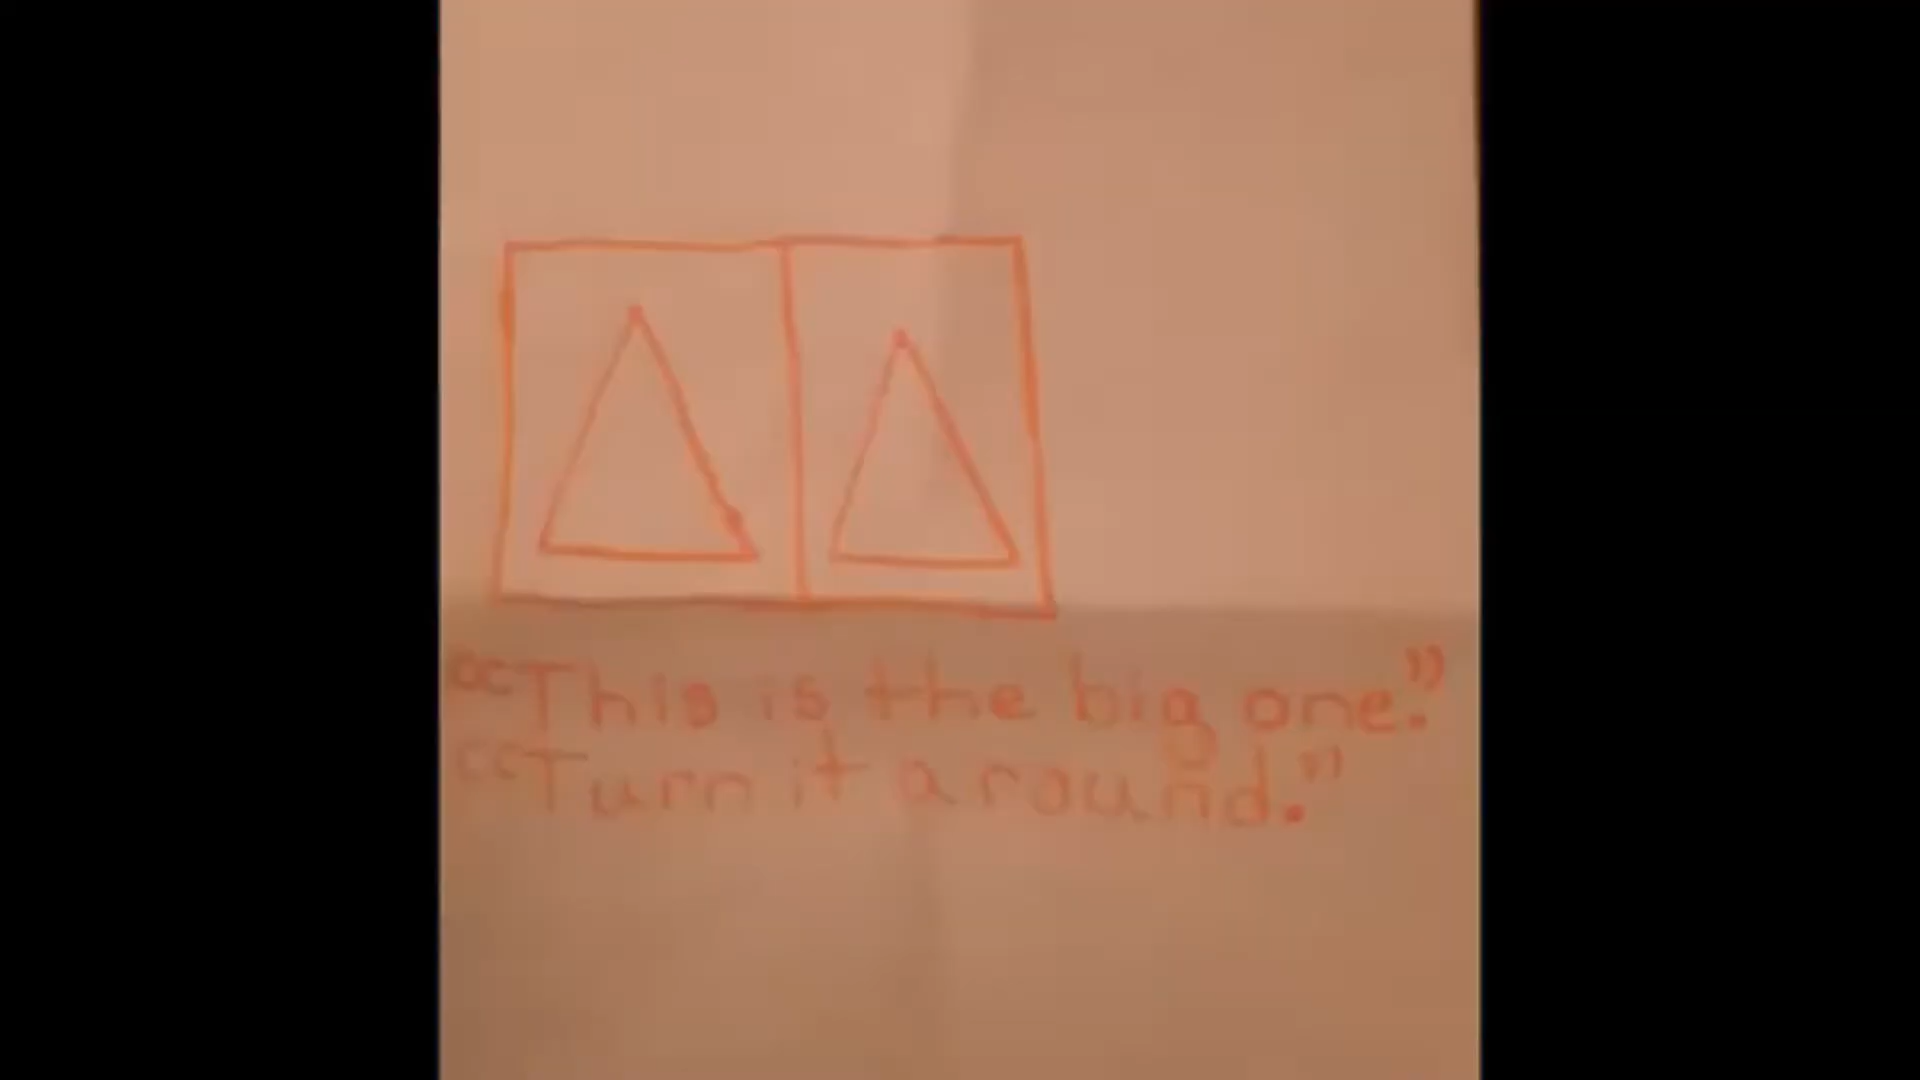 "This is the big one."
"Turn it around."